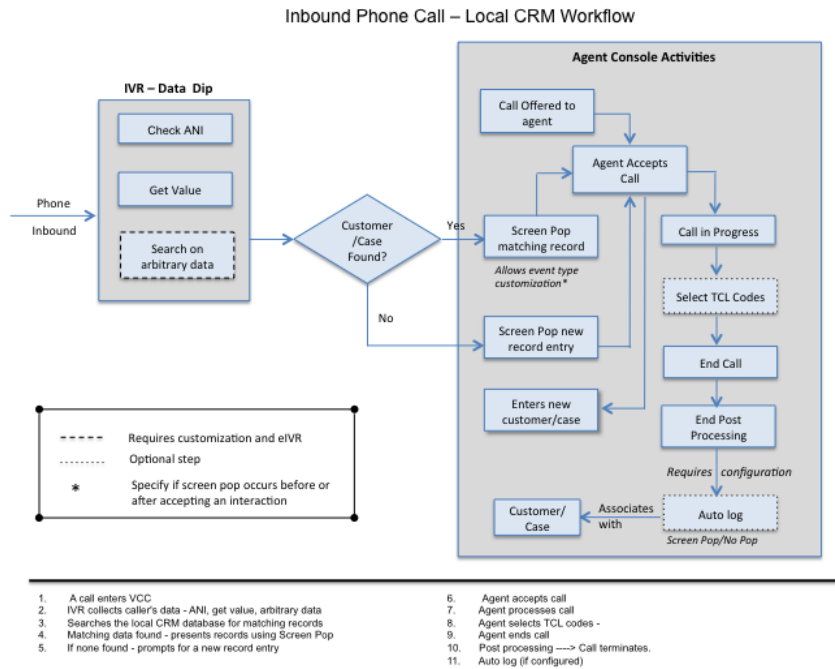 Inbound Phone Call – Local CRM Workflow
IVR – Data Dip
Check ANI
Get Value
Search on
arbitrary data
Phone
Inbound
Customer
/Case
Found?
Yes
No
Agent Console Activities
Call Offered to
agent
Agent Accepts
Call
Screen Pop
matching record
Allows event type
customization*
Screen Pop new
record entry
Enters new
customer/case
Call in Progress
Select TCL Codes
End Call
End Post
Processing
Requires configuration
Auto log
Screen Pop/No Pop
Associates
with
Customer/
Case
Requires customization and eIVR
Optional step
* Specify if screen pop occurs before or
after accepting an interaction
1. A call enters VCC
2. IVR collects caller's data - ANI, get value, arbitrary data
3. Searches the local CRM database for matching records
4. Matching data found - presents records using Screen Pop
5. If none found - prompts for a new record entry
6. Agent accepts call
7. Agent processes call
8. Agent selects TCL codes -
9. Agent ends call
10. Post processing ----> Call terminates.
11. Auto log (if configured)